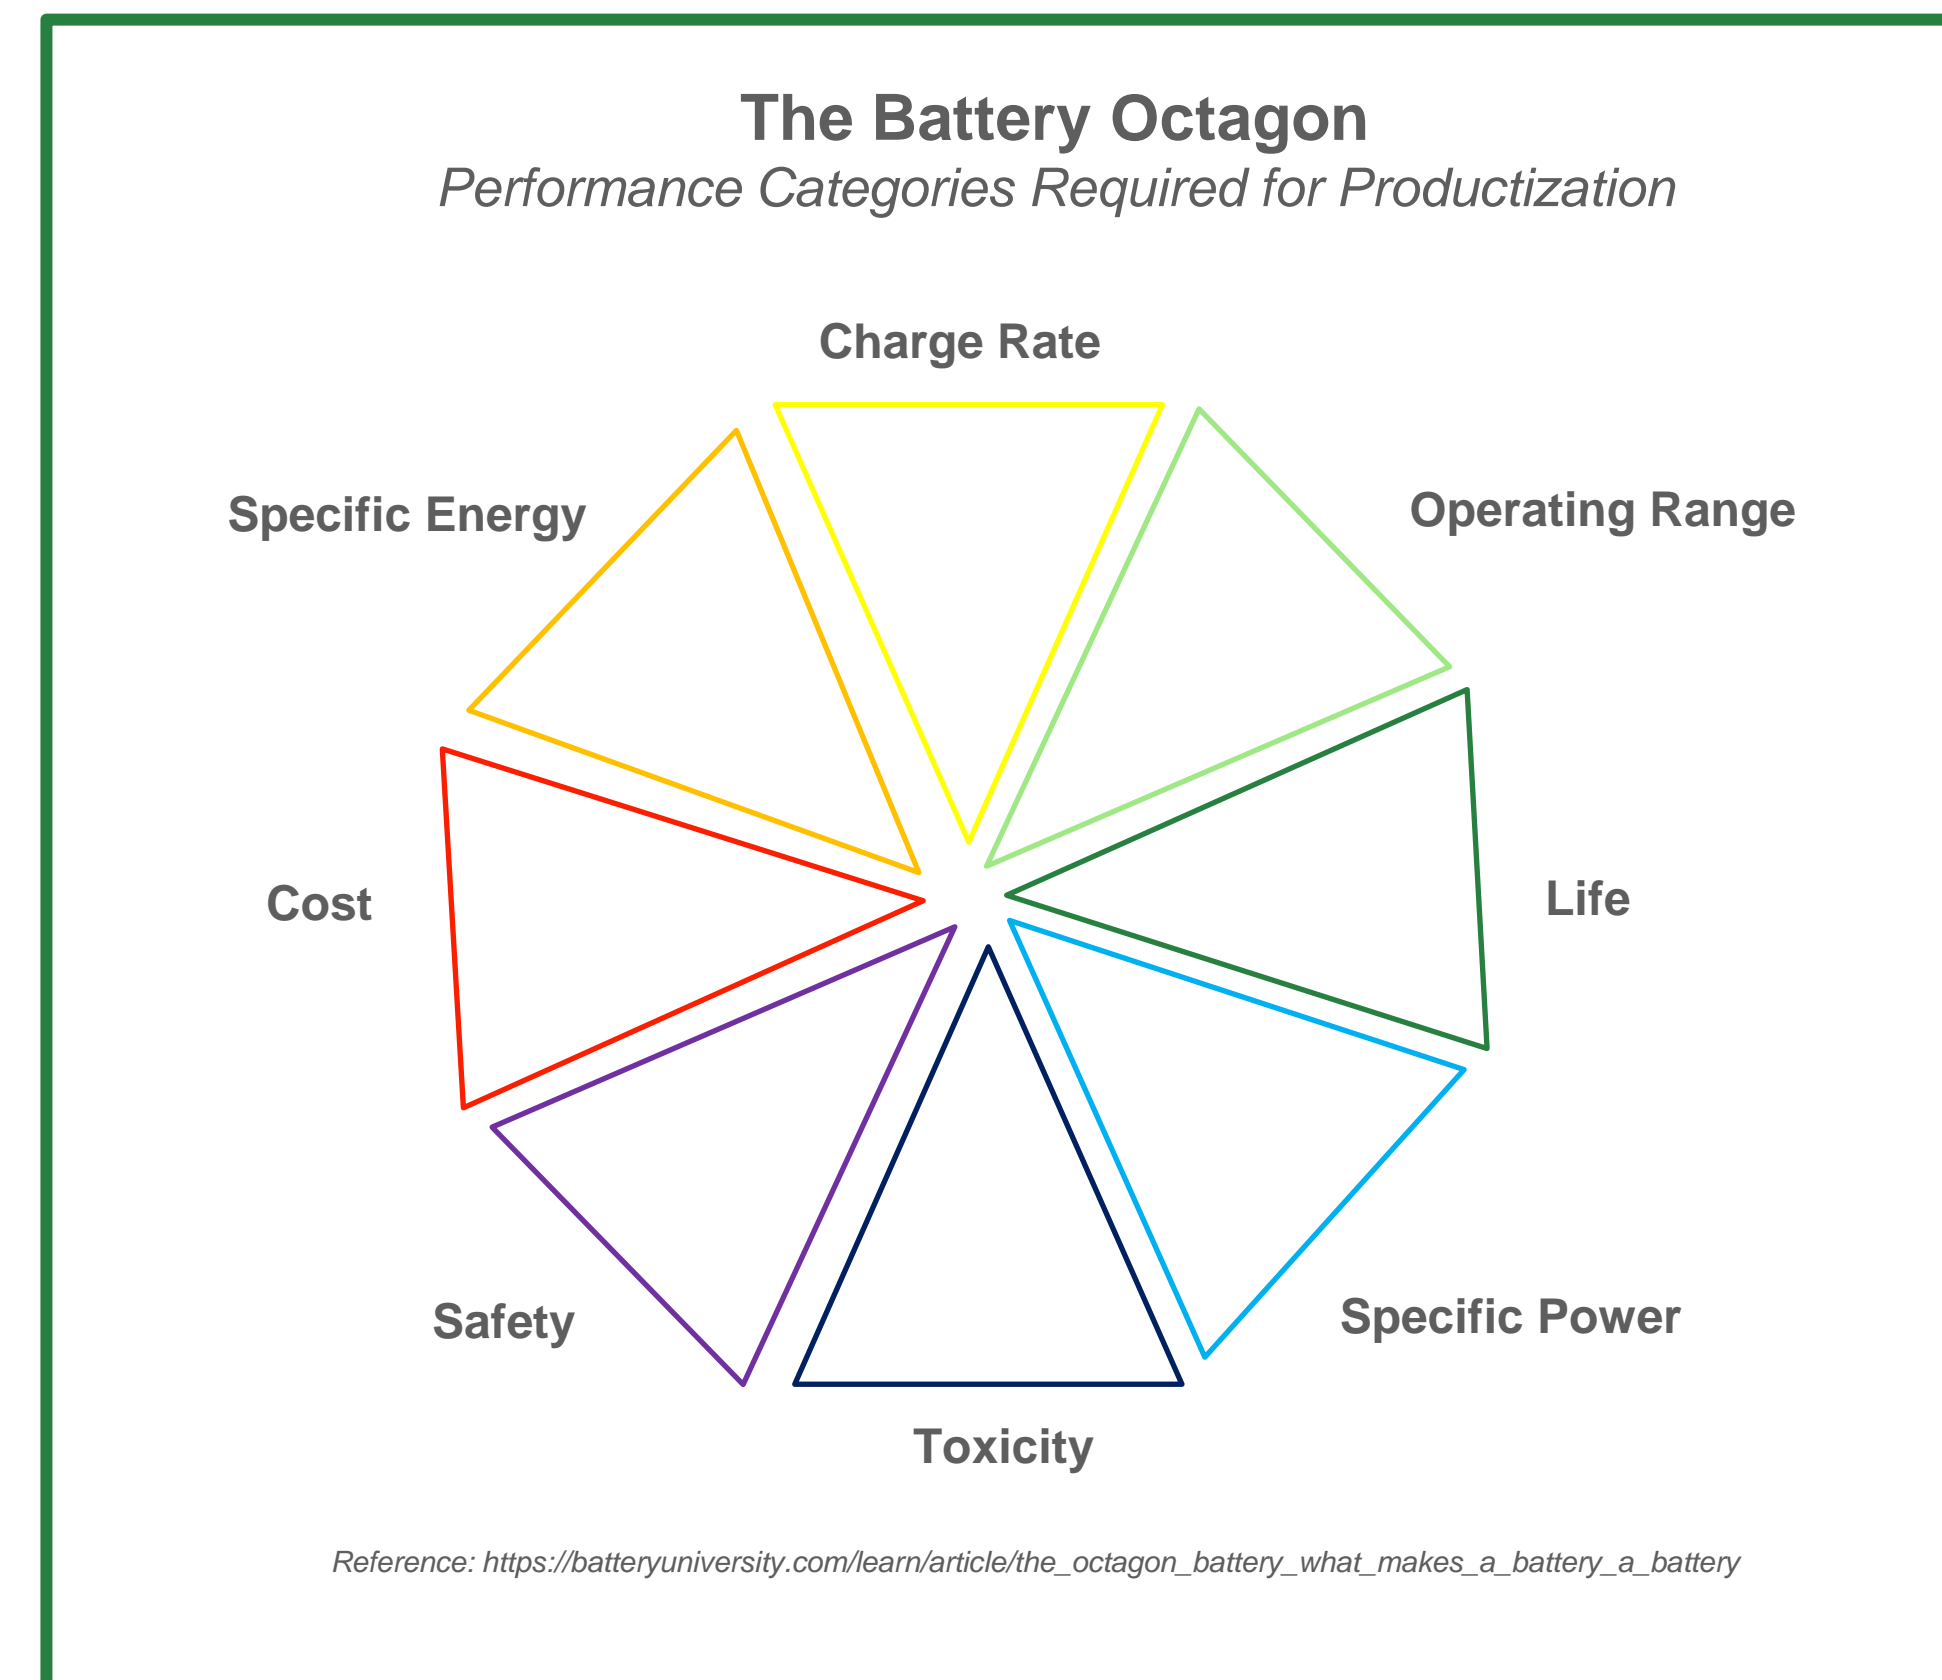 The Battery Octagon
Performance Categories Required for Productization
Charge Rate
Specific Energy
Operating Range
Cost
Life
Safety
Specific Power
Toxicity
Reference: https://batteryuniversity.com/learn/article/the_octagon_battery_what_makes_a_battery_a_battery